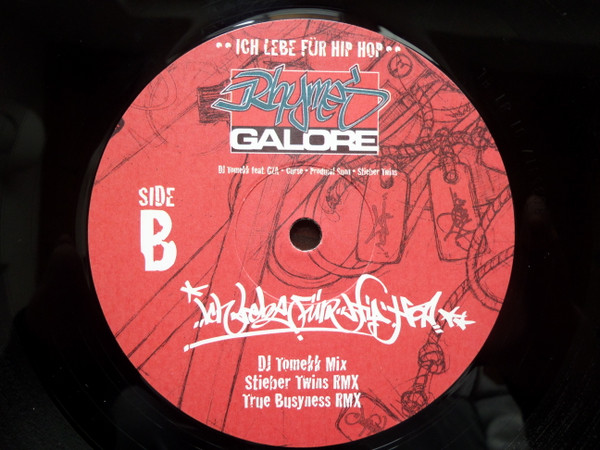 •• ICH LEBE FÜR HIP HOP ••
Rhymes
GALORE
DJ Tomekk feat. GZA • Curse • Prodigal Sunn • Stieber Twins
SIDE
B
ich lebe für Hip Hop
DJ Tomekk Mix
Stieber Twins RMX
True Busyness RMX